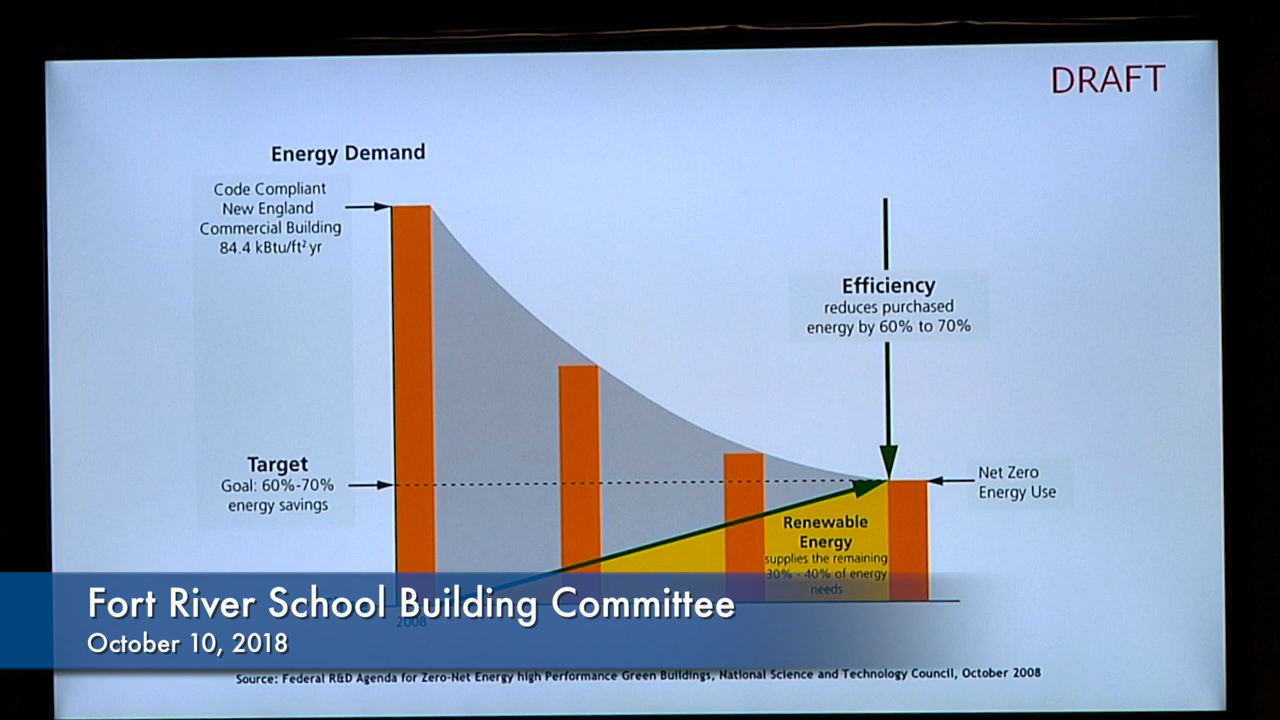 DRAFT
Energy Demand
Code Compliant
New England
Commercial Building
84.4 kBtu/ft² yr
Efficiency
reduces purchased
energy by 60% to 70%
Target
Goal: 60%-70%
energy savings
Net Zero
Energy Use
Renewable
Energy
supplies the remaining
30% - 40% of energy
needs
Fort River School Building Committee
October 10, 2018
2008
Source: Federal R&D Agenda for Zero-Net Energy high Performance Green Buildings, National Science and Technology Council, October 2008